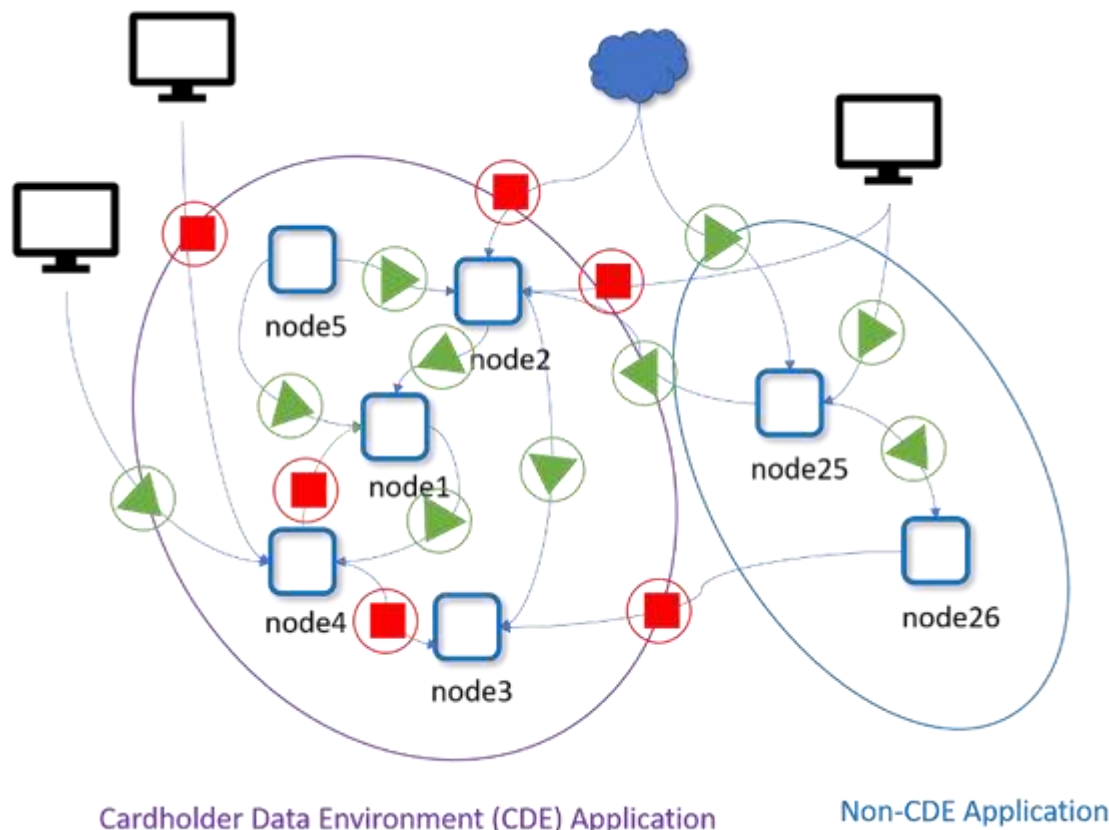 node5
node2
node1
node25
node4
node26
node3
Cardholder Data Environment (CDE) Application
Non-CDE Application